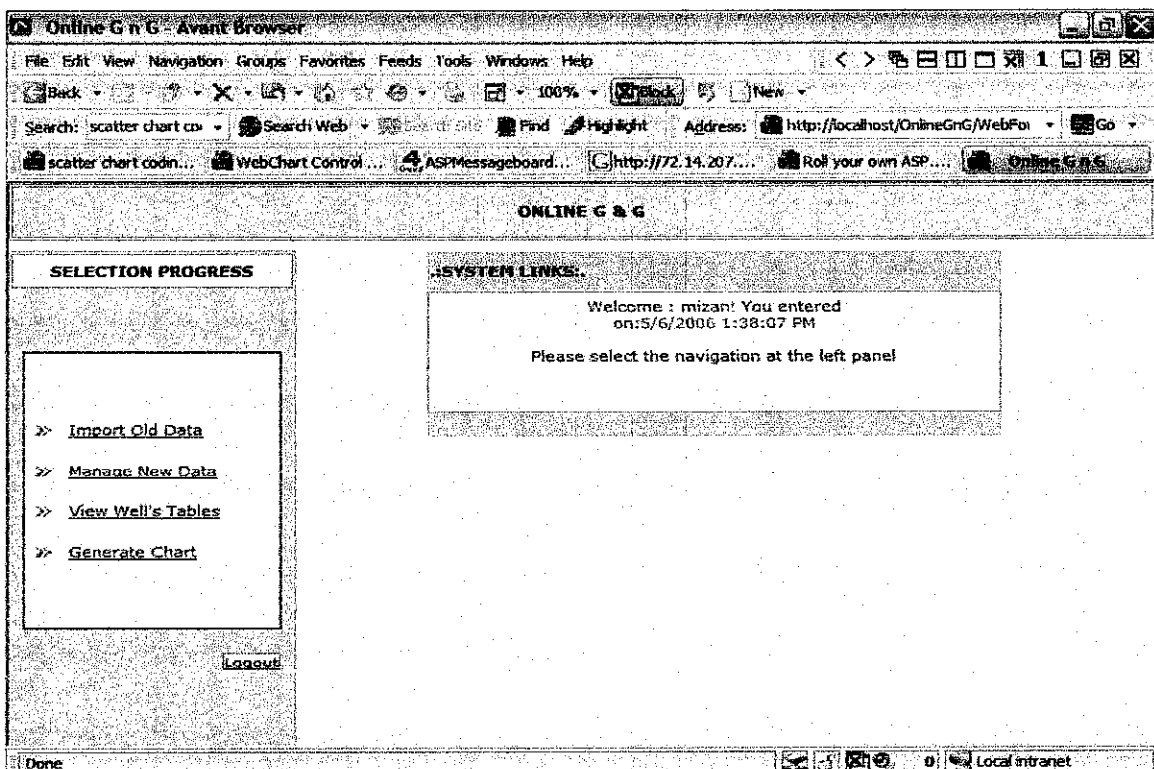 Online G n G - Avant Browser
File Edit View Navigation Groups Favorites Feeds Tools Windows Help 1
Back 100% Block New
Search: scatter chart co Search Web Find Highlight Address: http://localhost/OnlineGnG/WebFor Go
scatter chart codin... WebChart Control ... ASPMessageboard... http://72.14.207.... Roll your own ASP.... Online G n G
ONLINE G & G
SELECTION PROGRESS
.:SYSTEM LINKS:.
Welcome : mizan! You entered
on:5/6/2006 1:38:07 PM
Please select the navigation at the left panel
>> Import Old Data
>> Manage New Data
>> View Well's Tables
>> Generate Chart
Logout
Done 0 Local intranet